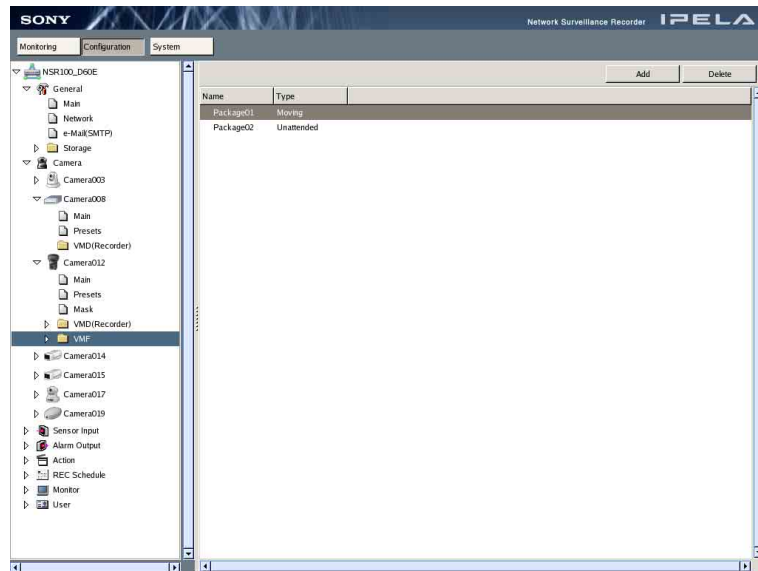 SONY
Network Surveillance Recorder IPELA
Monitoring Configuration System
NSR100_D60E
General
Main
Network
e-Mail(SMTP)
Storage
Camera
Camera003
Camera008
Main
Presets
VMD(Recorder)
Camera012
Main
Presets
Mask
VMD(Recorder)
VMF
Camera014
Camera015
Camera017
Camera019
Sensor Input
Alarm Output
Action
REC Schedule
Monitor
User
Add Delete
Name Type
Package01 Moving
Package02 Unattended